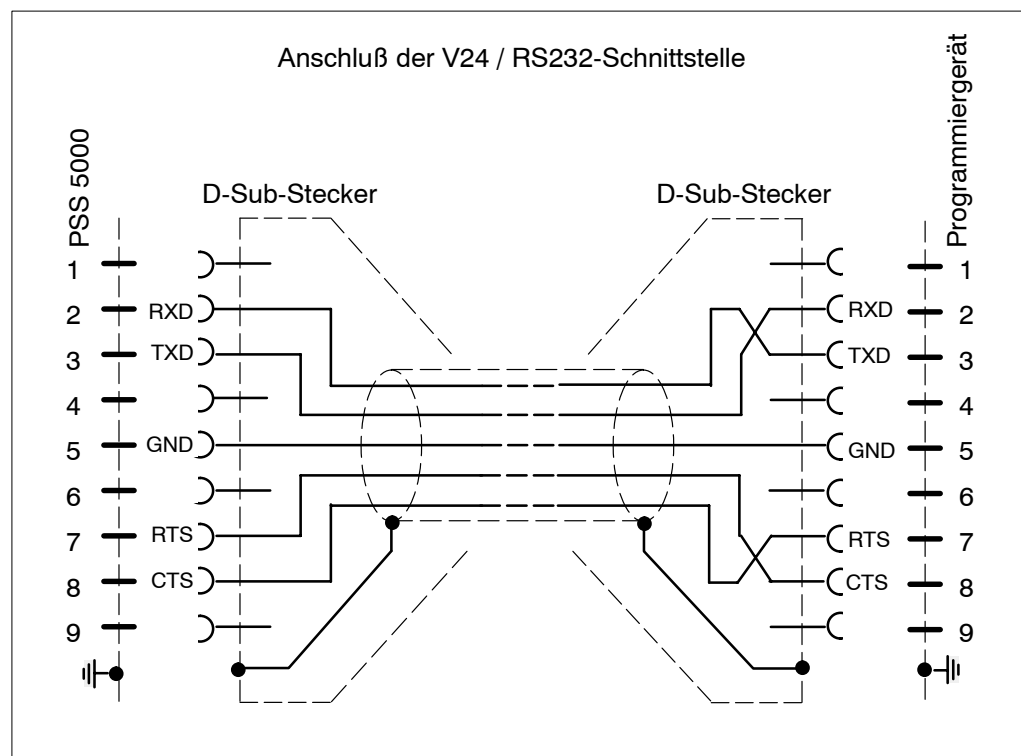 Anschluß der V24 / RS232-Schnittstelle
PSS 5000
Programmiergerät
D-Sub-Stecker
D-Sub-Stecker
1
1
2 RXD
RXD 2
3 TXD
TXD 3
4
4
5 GND
GND 5
6
6
7 RTS
RTS 7
8 CTS
CTS 8
9
9